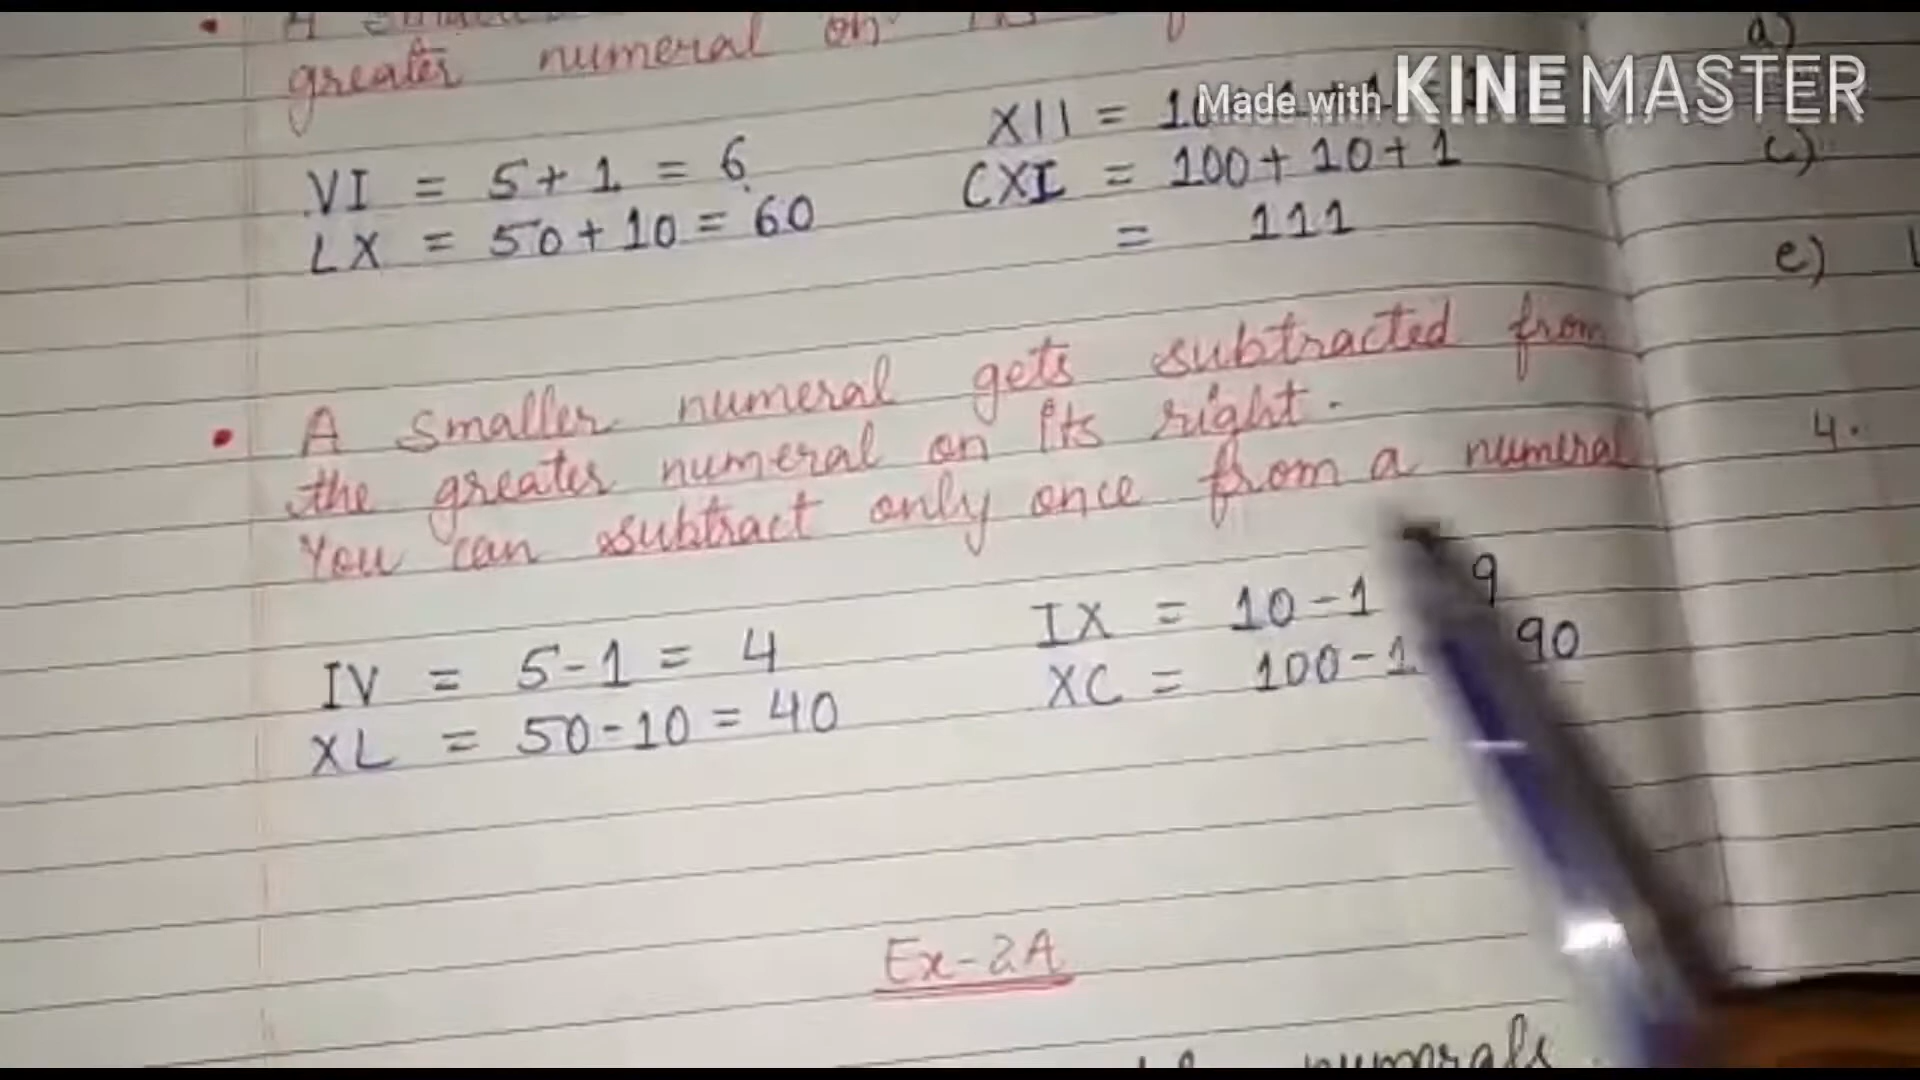 greater numeral on
VI = 5+1 = 6
LX = 50+10 = 60
XII =
CXI = 100+10+1
= 111
a)
c)
e)
4.
Made with KINEMASTER
• A smaller numeral gets subtracted from
the greater numeral on its right.
You can subtract only once from a numeral
IV = 5-1 = 4
XL = 50-10 = 40
IX = 10-1 9
XC = 100-1 90
Ex-2A
numerals.